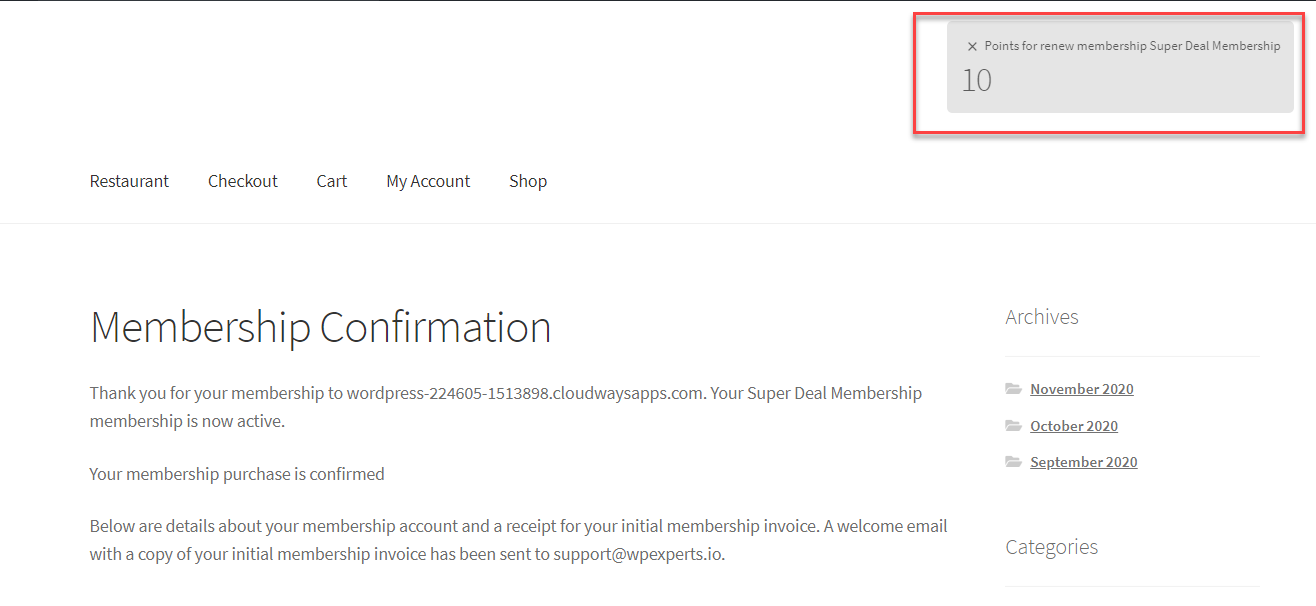 × Points for renew membership Super Deal Membership
10
Restaurant Checkout Cart My Account Shop
Membership Confirmation
Thank you for your membership to wordpress-224605-1513898.cloudwaysapps.com. Your Super Deal Membership
membership is now active.
Your membership purchase is confirmed
Below are details about your membership account and a receipt for your initial membership invoice. A welcome email
with a copy of your initial membership invoice has been sent to support@wpexperts.io.
Archives
November 2020
October 2020
September 2020
Categories